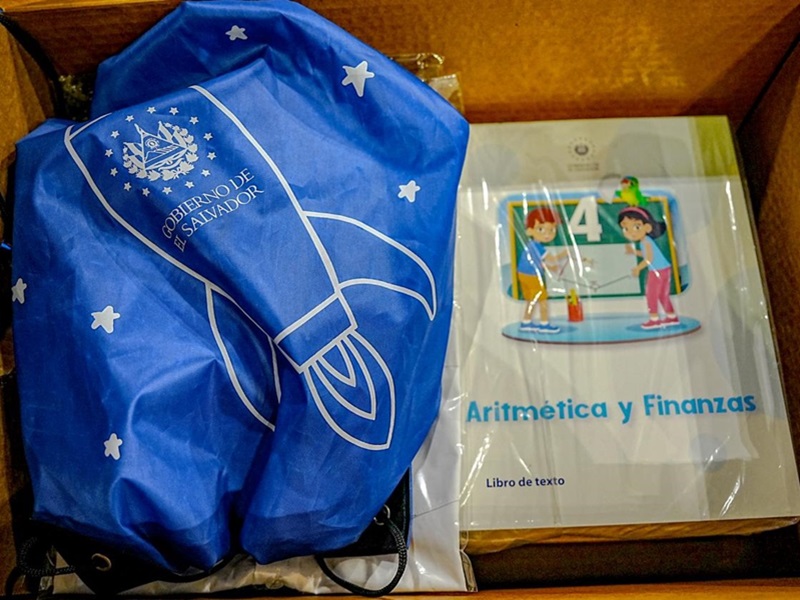 GOBIERNO DE
EL SALVADOR
4
Aritmética y Finanzas
Libro de texto